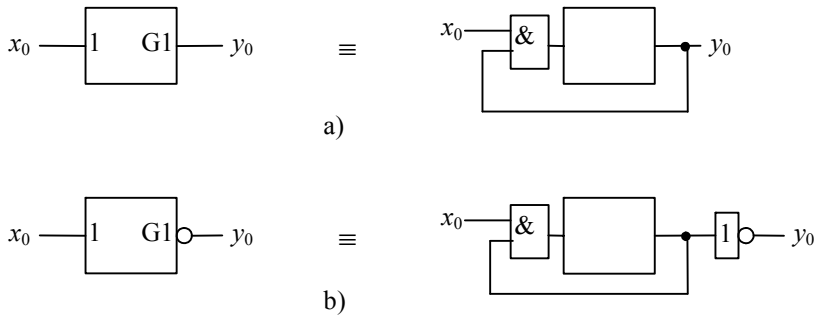 x₀ 1 G1 y₀ ≡ x₀ & y₀
a)
x₀ 1 G1 y₀ ≡ x₀ & 1 y₀
b)